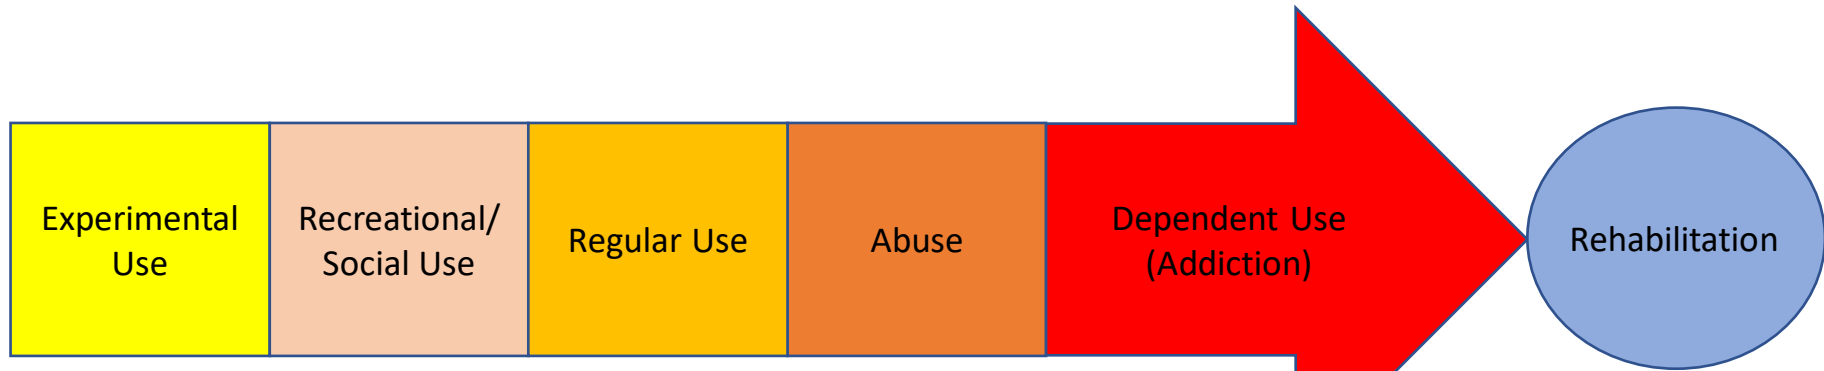 Experimental
Use
Recreational/
Social Use
Regular Use
Abuse
Dependent Use
(Addiction)
Rehabilitation